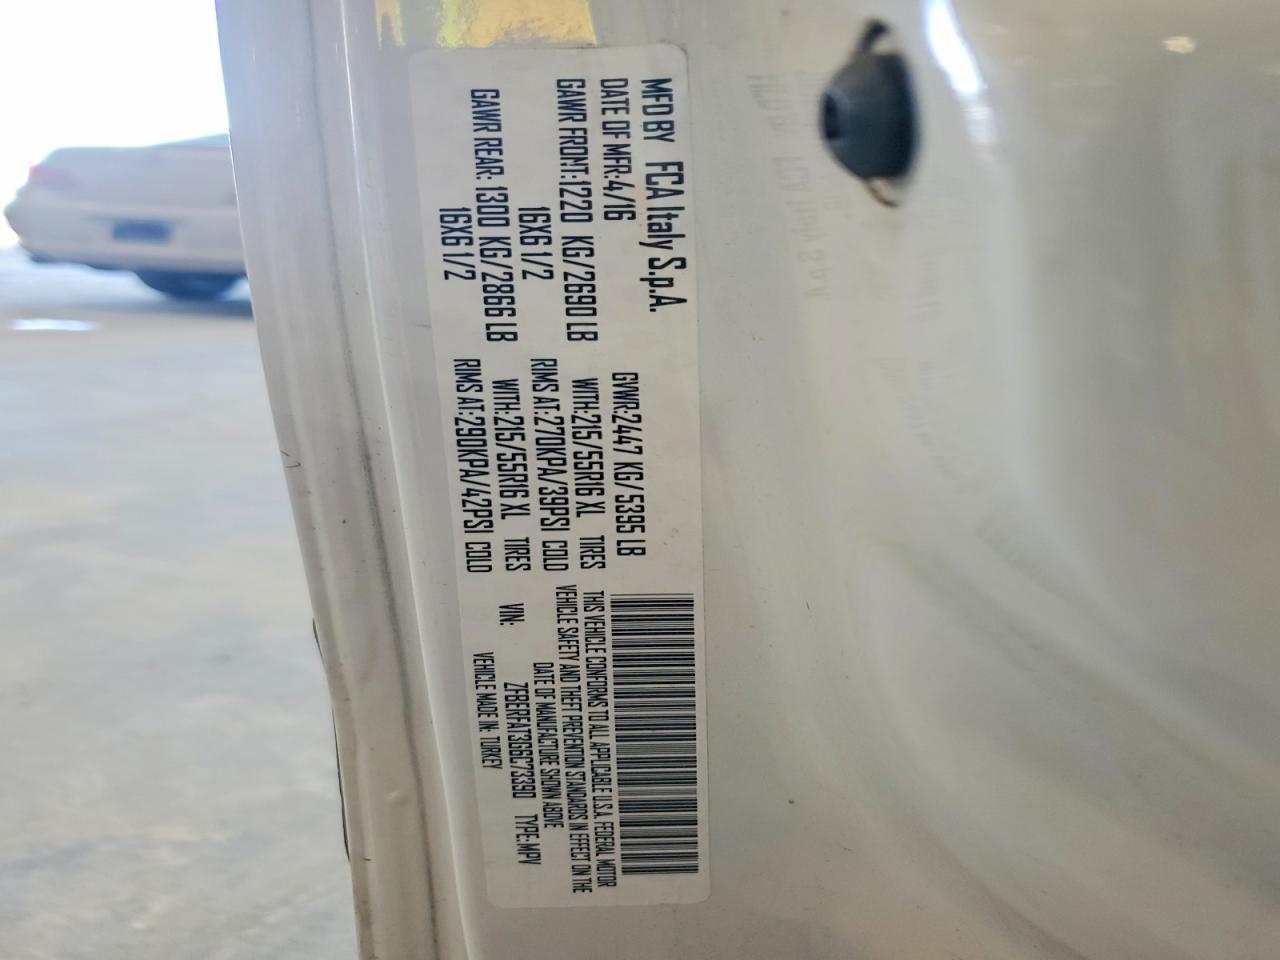 MFD BY FCA Italy S.p.A.
DATE OF MFR:4/16 GVWR:2447 KG/5395 LB
GAWR FRONT:1220 KG/2690 LB WITH:215/55R16 XL TIRES
16X6 1/2 RIMS AT:270KPA/39PSI COLD
GAWR REAR: 1300 KG/2866 LB WITH:215/55R16 XL TIRES
16X6 1/2 RIMS AT:290KPA/42PSI COLD
THIS VEHICLE CONFORMS TO ALL APPLICABLE U.S.A. FEDERAL MOTOR
VEHICLE SAFETY AND THEFT PREVENTION STANDARDS IN EFFECT ON THE
DATE OF MANUFACTURE SHOWN ABOVE
VIN: ZFBERFAT3G6C73390 TYPE:MPV
VEHICLE MADE IN: TURKEY